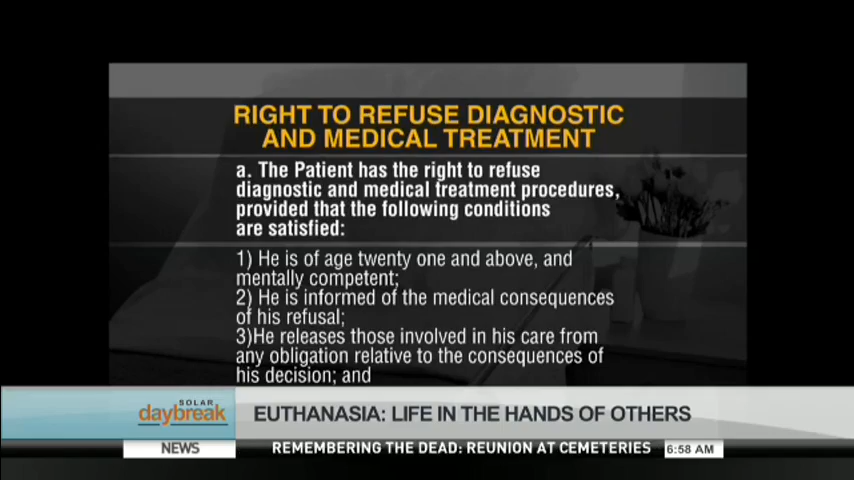 RIGHT TO REFUSE DIAGNOSTIC
AND MEDICAL TREATMENT
a. The Patient has the right to refuse
diagnostic and medical treatment procedures,
provided that the following conditions
are satisfied:
1) He is of age twenty one and above, and
mentally competent;
2) He is informed of the medical consequences
of his refusal;
3)He releases those involved in his care from
any obligation relative to the consequences of
his decision; and
SOLAR
daybreak
EUTHANASIA: LIFE IN THE HANDS OF OTHERS
NEWS
REMEMBERING THE DEAD: REUNION AT CEMETERIES
6:58 AM